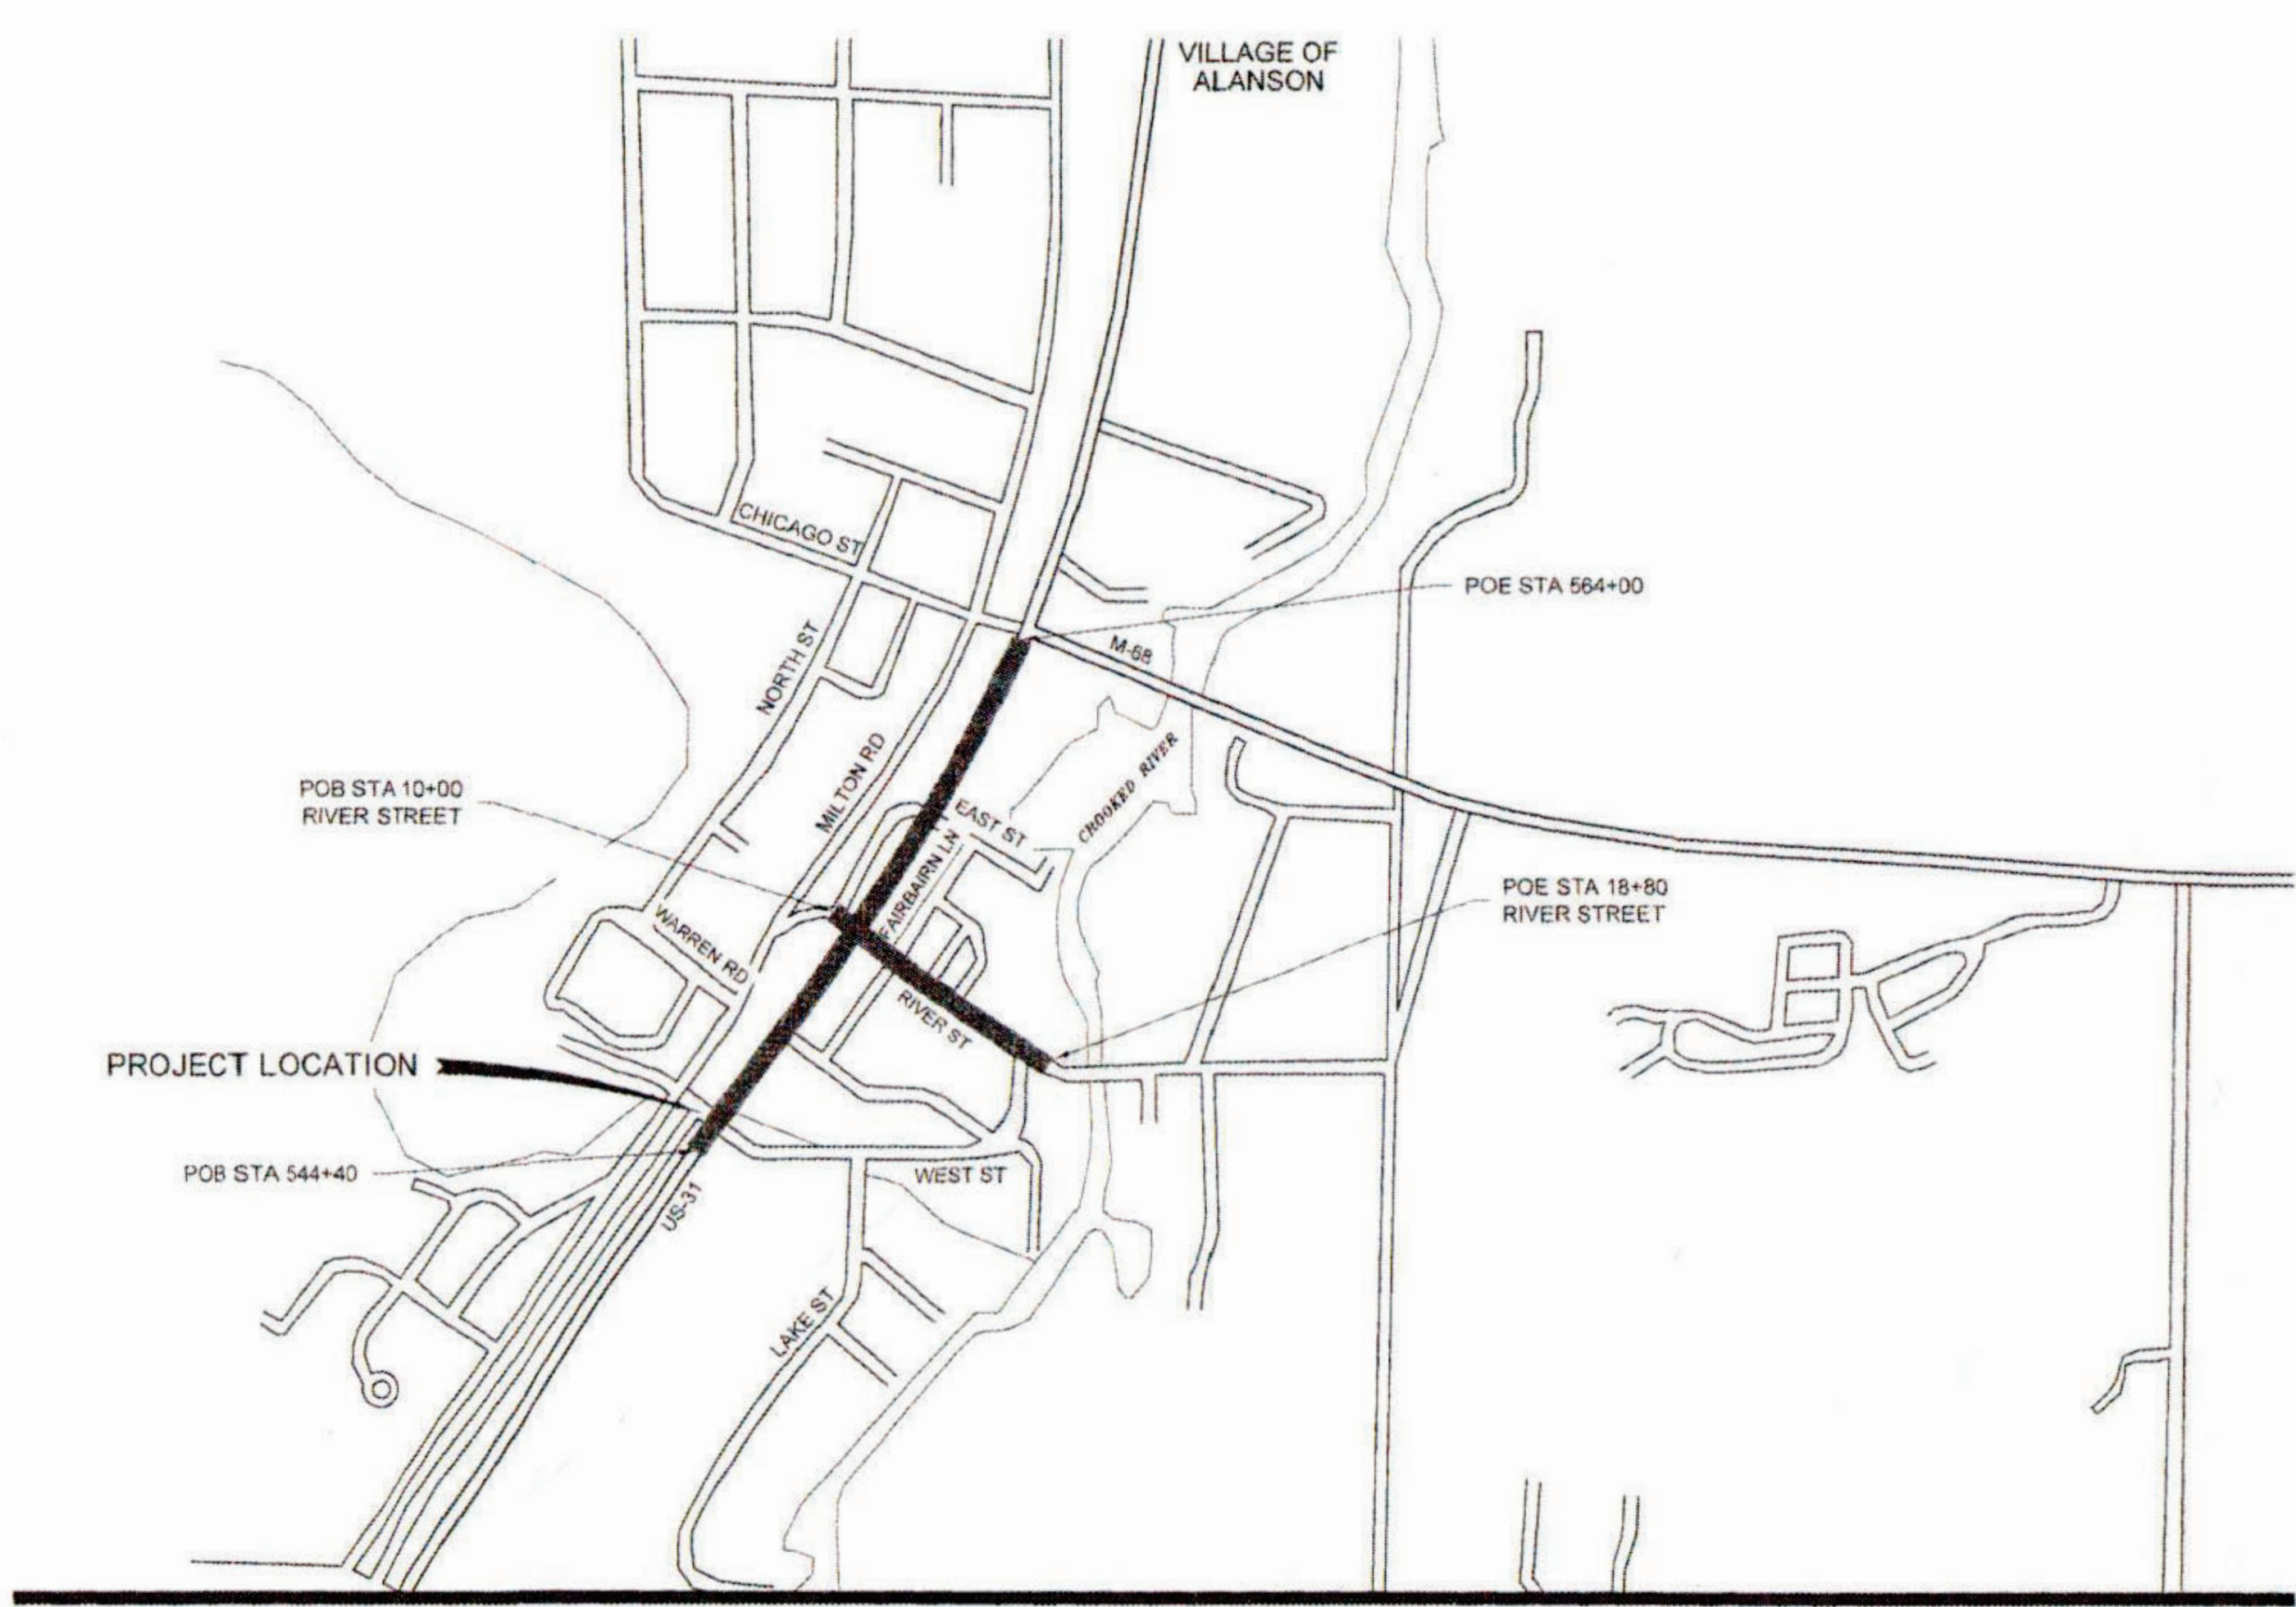 VILLAGE OF
ALANSON
CHICAGO ST
POE STA 564+00
M-68
NORTH ST
MILTON RD
CROOKED RIVER
POB STA 10+00
RIVER STREET
EAST ST
FAIRBAIRN LN
POE STA 18+80
RIVER STREET
WARREN RD
RIVER ST
PROJECT LOCATION
POB STA 544+40
WEST ST
US-31
LAKE ST